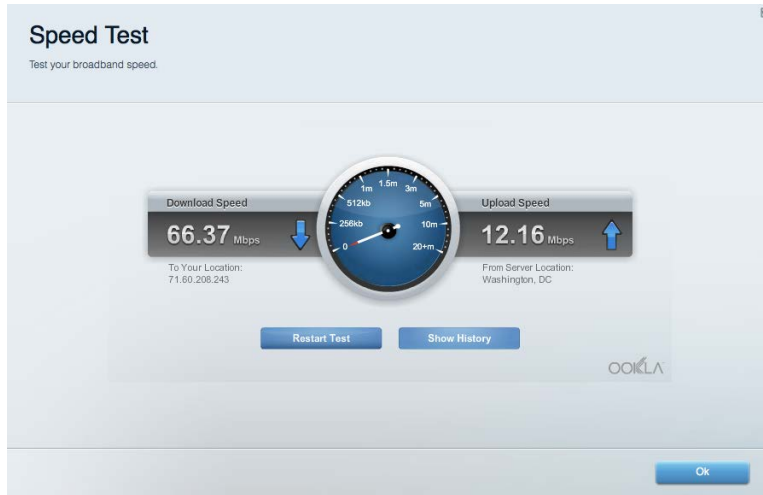 Speed Test
Test your broadband speed.
Download Speed
66.37 Mbps
To Your Location:
71.60.208.243
0
256kb
512kb
1m
1.5m
3m
5m
10m
20+m
Upload Speed
12.16 Mbps
From Server Location:
Washington, DC
Restart Test
Show History
OOKLA
Ok